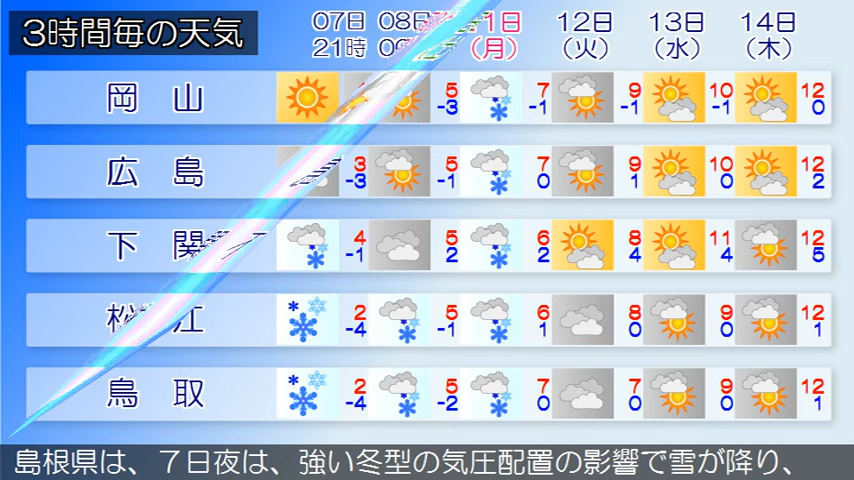 3時間毎の天気
07日 08日 1日 12日 13日 14日
21時 (月) (火) (水) (木)
岡山 5 -3 7 -1 9 -1 10 -1 12 0
広島 3 -3 5 -1 7 0 9 1 10 0 12 2
下関 4 -1 5 2 6 2 8 4 11 4 12 5
松江 2 -4 5 -1 6 1 8 0 9 0 12 1
鳥取 2 -4 5 -2 7 0 7 0 9 0 12 1
島根県は、7日夜は、強い冬型の気圧配置の影響で雪が降り、